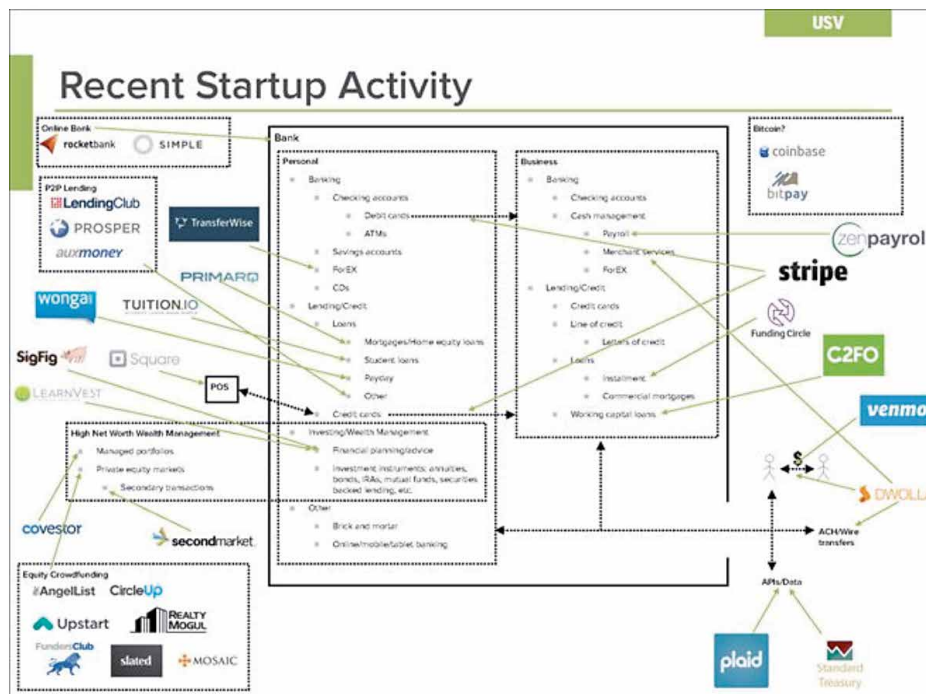 USV
Recent Startup Activity
Online Bank
rocketbank
SIMPLE
P2P Lending
LendingClub
PROSPER
auxmoney
TransferWise
PRIMARQ
wonga
TUITION.IO
SigFig
Square
LEARNVEST
POS
High Net Worth Wealth Management
Managed portfolios
Private equity markets
Secondary transactions
covestor
secondmarket
Equity Crowdfunding
AngelList
CircleUp
Upstart
REALTY
MOGUL
FundersClub
slated
MOSAIC
Bank
Personal
Banking
Checking accounts
Debit cards
ATMs
Savings accounts
ForEX
CDs
Lending/Credit
Loans
Mortgages/Home equity loans
Student loans
Payday
Other
Credit cards
Investing/Wealth Management
Financial planning/advice
Investment instruments: annuities,
bonds, IRAs, mutual funds, securities
backed lending, etc.
Other
Brick and mortar
Online/mobile/tablet banking
Business
Banking
Checking accounts
Cash management
Payroll
Merchant services
ForEX
Lending/Credit
Credit cards
Line of credit
Letters of credit
Loans
Installment
Commercial mortgages
Working capital loans
Bitcoin?
coinbase
bitpay
zenpayrol
stripe
Funding Circle
C2FO
venmo
$
DWOLLA
ACH/Wire
transfers
APIs/Data
plaid
Standard
Treasury